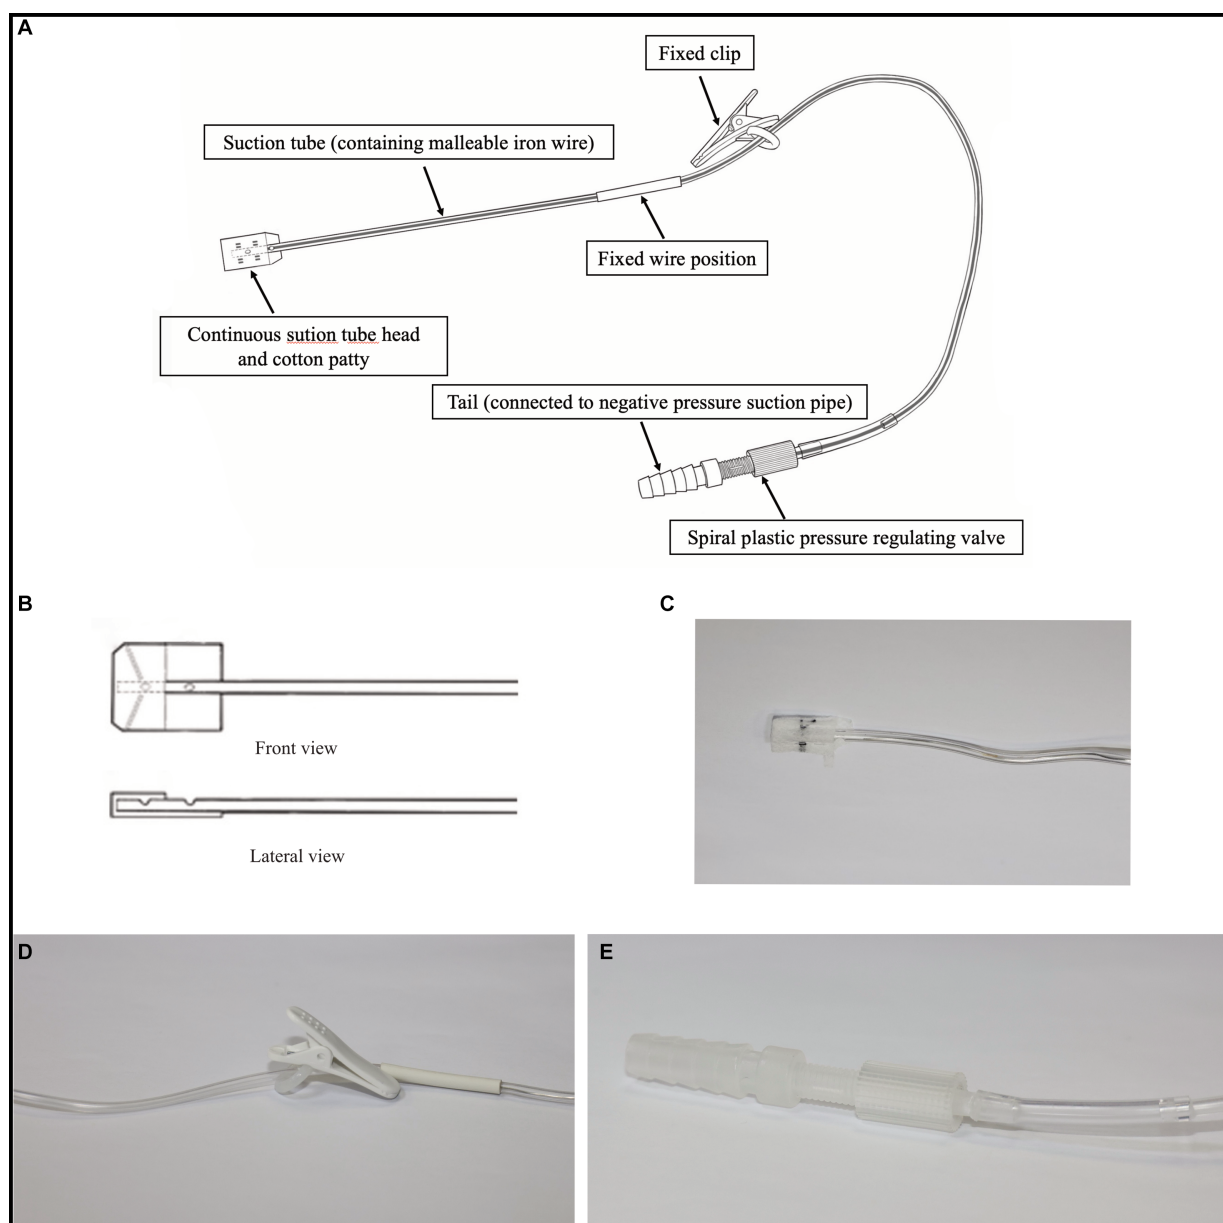 A
Fixed clip
Suction tube (containing malleable iron wire)
Fixed wire position
Continuous sution tube head
and cotton patty
Tail (connected to negative pressure suction pipe)
Spiral plastic pressure regulating valve
B
C
Front view
Lateral view
D
E